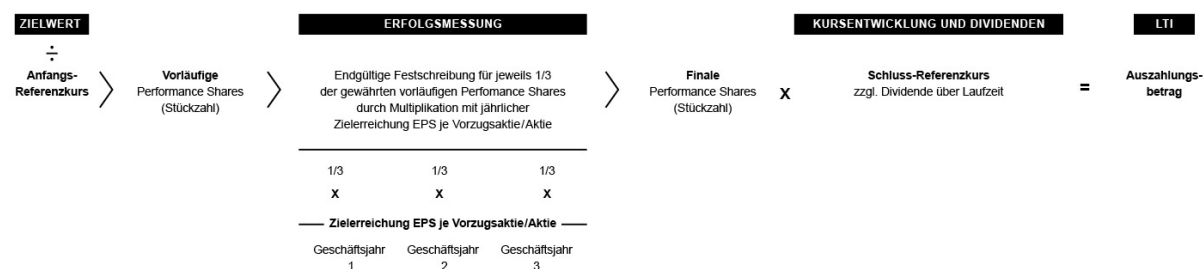 ZIELWERT
÷
Anfangs-
Referenzkurs
Vorläufige
Performance Shares
(Stückzahl)
ERFOLGSMESSUNG
Endgültige Festschreibung für jeweils 1/3
der gewährten vorläufigen Perfomance Shares
durch Multiplikation mit jährlicher
Zielerreichung EPS je Vorzugsaktie/Aktie
1/3 1/3 1/3
X X X
Zielerreichung EPS je Vorzugsaktie/Aktie
Geschäftsjahr Geschäftsjahr Geschäftsjahr
1 2 3
Finale
Performance Shares
(Stückzahl)
X
KURSENTWICKLUNG UND DIVIDENDEN
Schluss-Referenzkurs
zzgl. Dividende über Laufzeit
=
LTI
Auszahlungs-
betrag